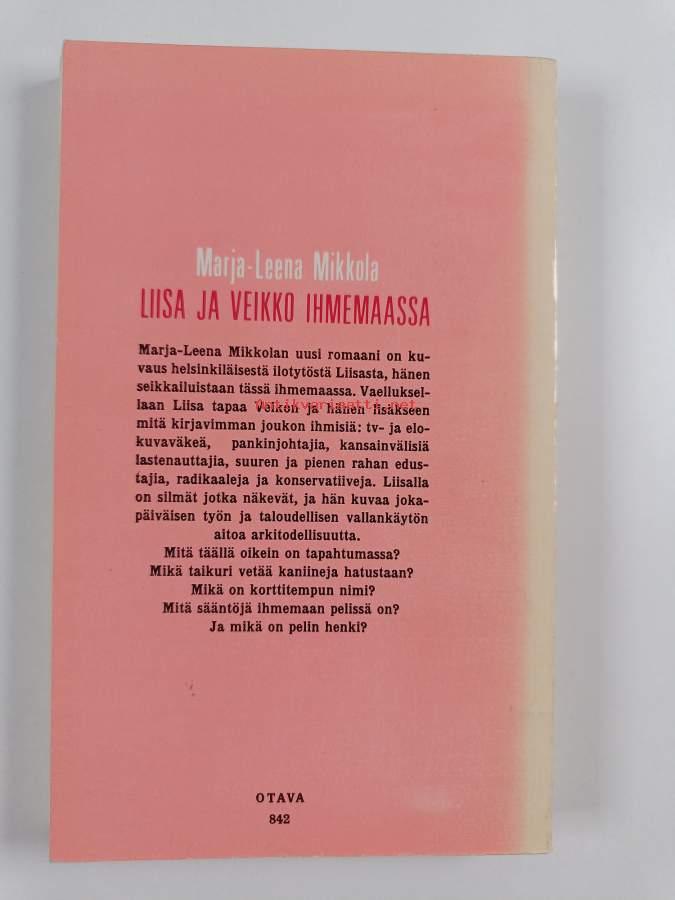 Marja-Leena Mikkola
LIISA JA VEIKKO IHMEMAASSA
Marja-Leena Mikkolan uusi romaani on ku-
vaus helsinkiläisestä ilotytöstä Liisasta, hänen
seikkailuistaan tässä ihmemaassa. Vaelluksel-
laan Liisa tapaa Veikon ja hänen lisäkseen
Antikvariaatti.net
mitä kirjavimman joukon ihmisiä: tv- ja elo-
kuvaväkeä, pankinjohtajia, kansainvälisiä
lastenauttajia, suuren ja pienen rahan edus-
tajia, radikaaleja ja konservatiiveja. Liisalla
on silmät jotka näkevät, ja hän kuvaa joka-
päiväisen työn ja taloudellisen vallankäytön
aitoa arkitodellisuutta.
Mitä täällä oikein on tapahtumassa?
Mikä taikuri vetää kaniineja hatustaan?
Mikä on korttitempun nimi?
Mitä sääntöjä ihmemaan pelissä on?
Ja mikä on pelin henki?
OTAVA
842